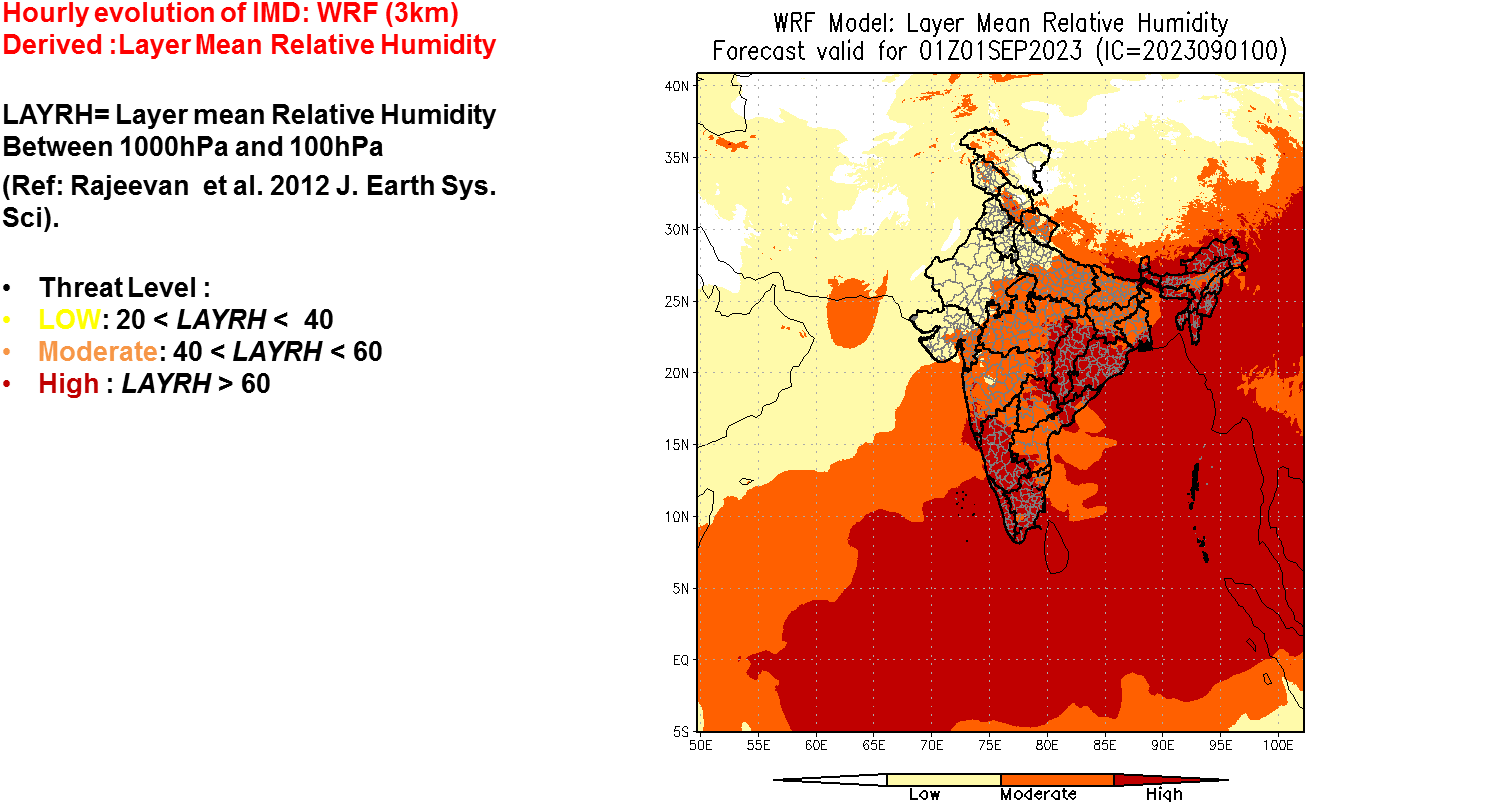 Hourly evolution of IMD: WRF (3km)
Derived :Layer Mean Relative Humidity
LAYRH= Layer mean Relative Humidity
Between 1000hPa and 100hPa
(Ref: Rajeevan et al. 2012 J. Earth Sys.
Sci).
• Threat Level :
• LOW: 20 < LAYRH < 40
• Moderate: 40 < LAYRH < 60
• High : LAYRH > 60
WRF Model: Layer Mean Relative Humidity
Forecast valid for 01Z01SEP2023 (IC=2023090100)
40N
35N
30N
25N
20N
15N
10N
5N
EQ
5S
50E 55E 60E 65E 70E 75E 80E 85E 90E 95E 100E
Low Moderate High